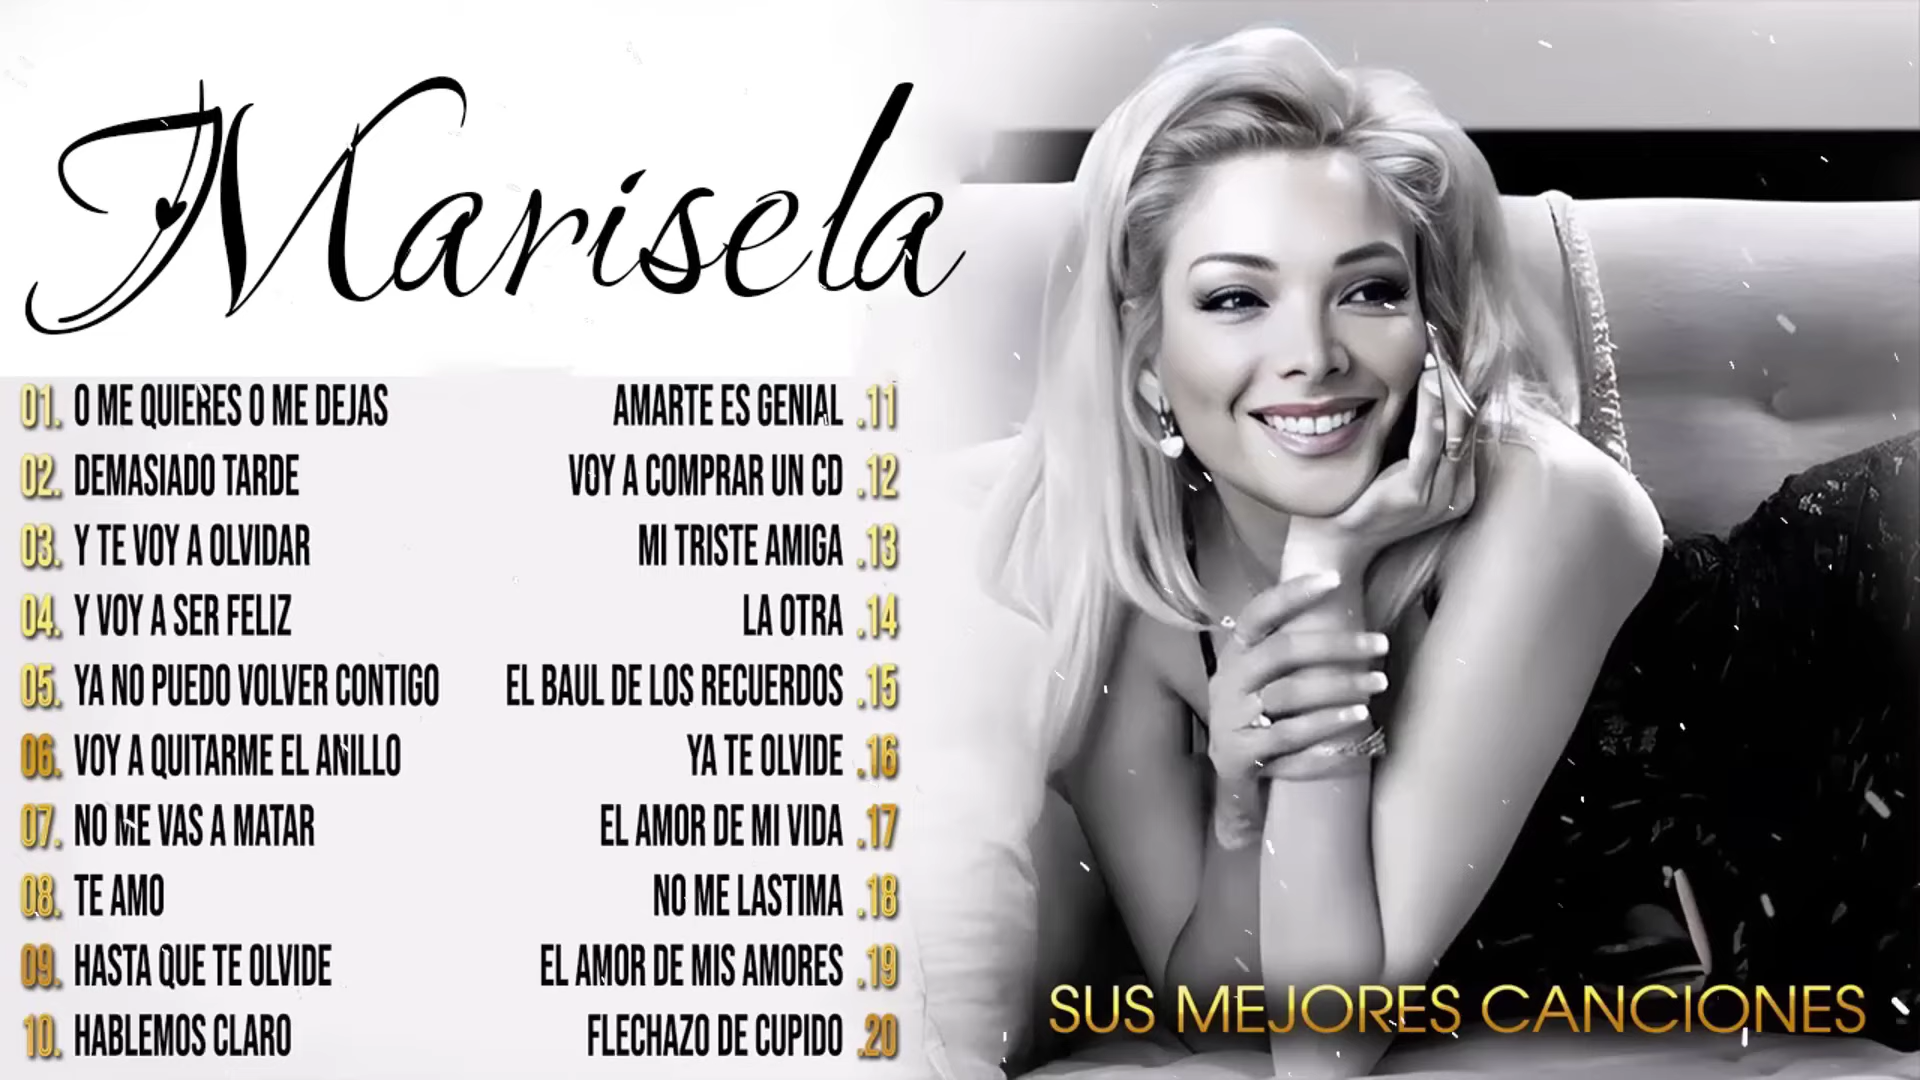 Marisela
01. O ME QUIERES O ME DEJAS
02. DEMASIADO TARDE
03. Y TE VOY A OLVIDAR
04. Y VOY A SER FELIZ
05. YA NO PUEDO VOLVER CONTIGO
06. VOY A QUITARME EL ANILLO
07. NO ME VAS A MATAR
08. TE AMO
09. HASTA QUE TE OLVIDE
10. HABLEMOS CLARO
AMARTE ES GENIAL .11
VOY A COMPRAR UN CD .12
MI TRISTE AMIGA .13
LA OTRA .14
EL BAUL DE LOS RECUERDOS .15
YA TE OLVIDE .16
EL AMOR DE MI VIDA .17
NO ME LASTIMA .18
EL AMOR DE MIS AMORES .19
FLECHAZO DE CUPIDO .20
SUS MEJORES CANCIONES